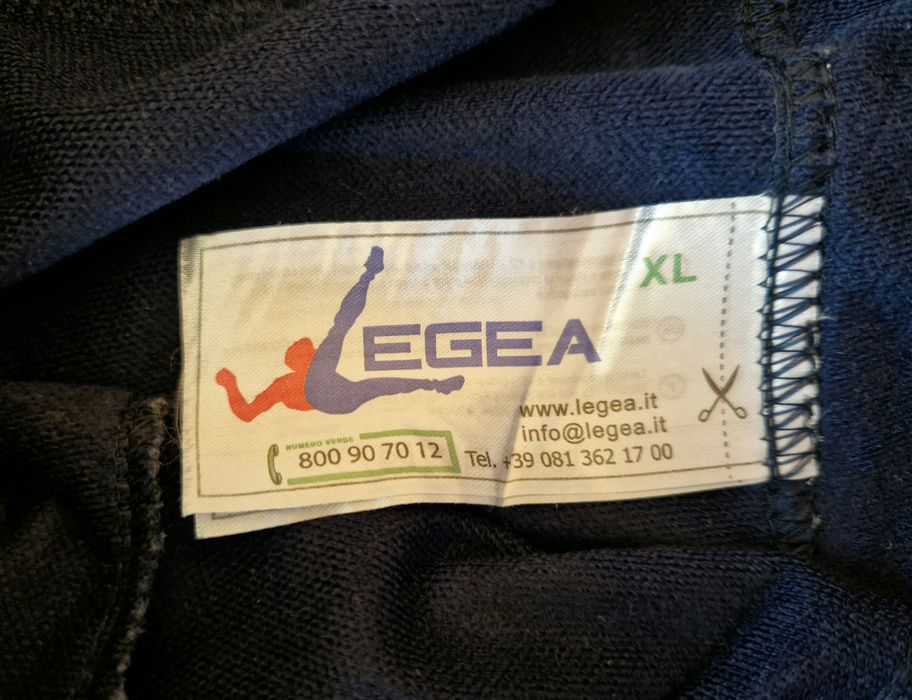 XL
LEGEA
www.legea.it
info@legea.it
NUMERO VERDE
800 90 70 12
Tel. +39 081 362 17 00